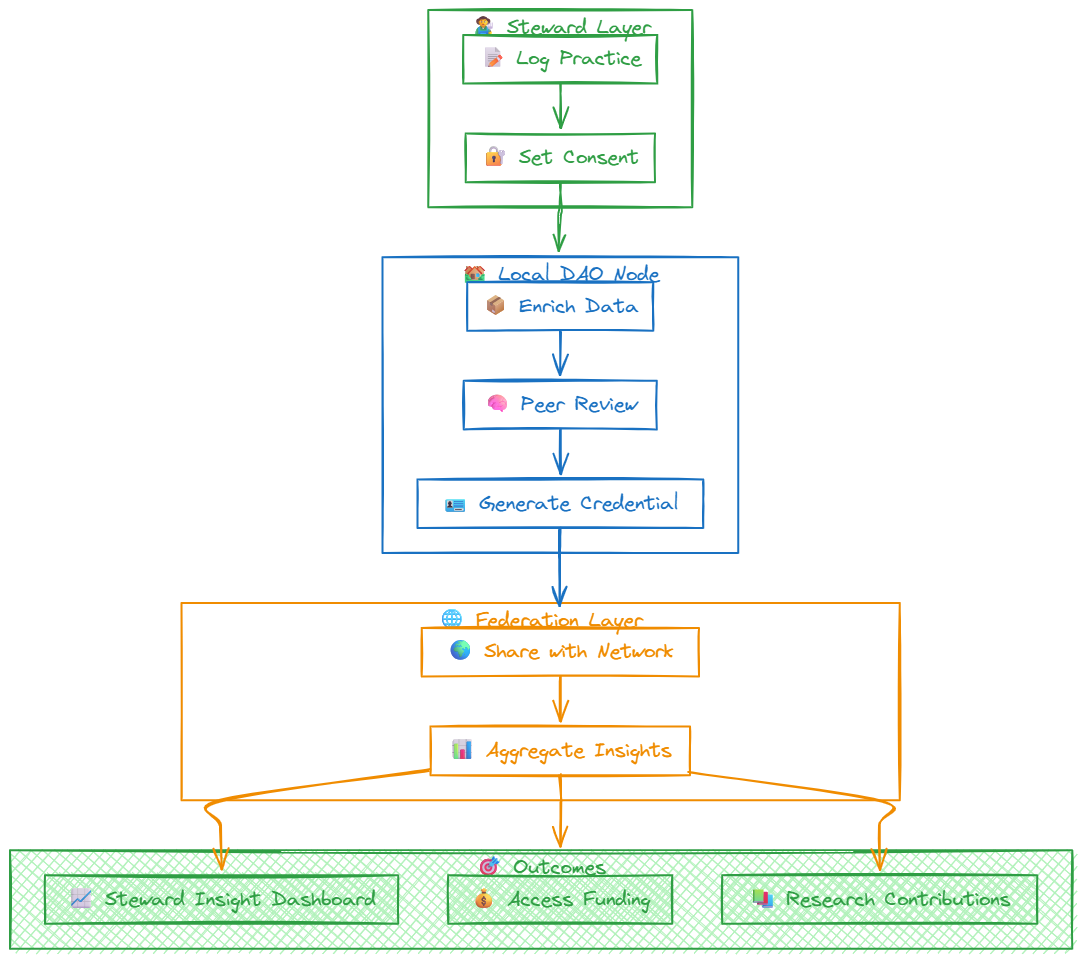 Steward Layer
Log Practice
Set Consent
Local DAO Node
Enrich Data
Peer Review
Generate Credential
Federation Layer
Share with Network
Aggregate Insights
Outcomes
Steward Insight Dashboard
Access Funding
Research Contributions